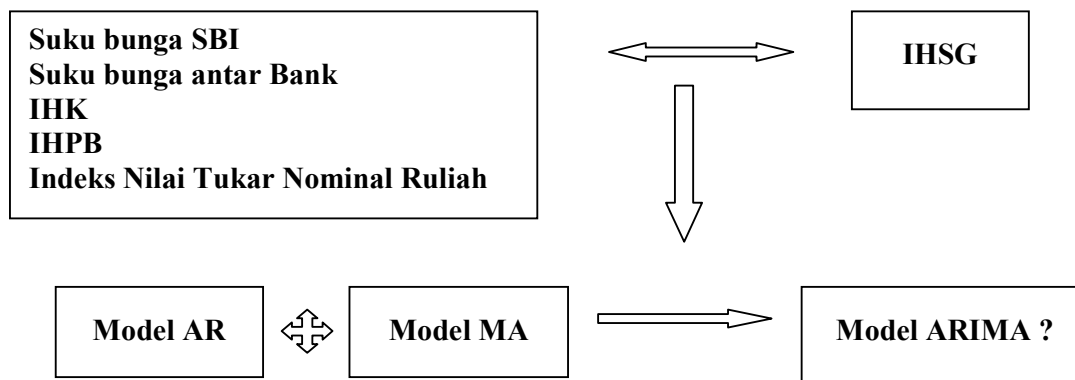 Suku bunga SBI
Suku bunga antar Bank
IHK
IHPB
Indeks Nilai Tukar Nominal Ruliah
IHSG
Model AR
Model MA
Model ARIMA ?